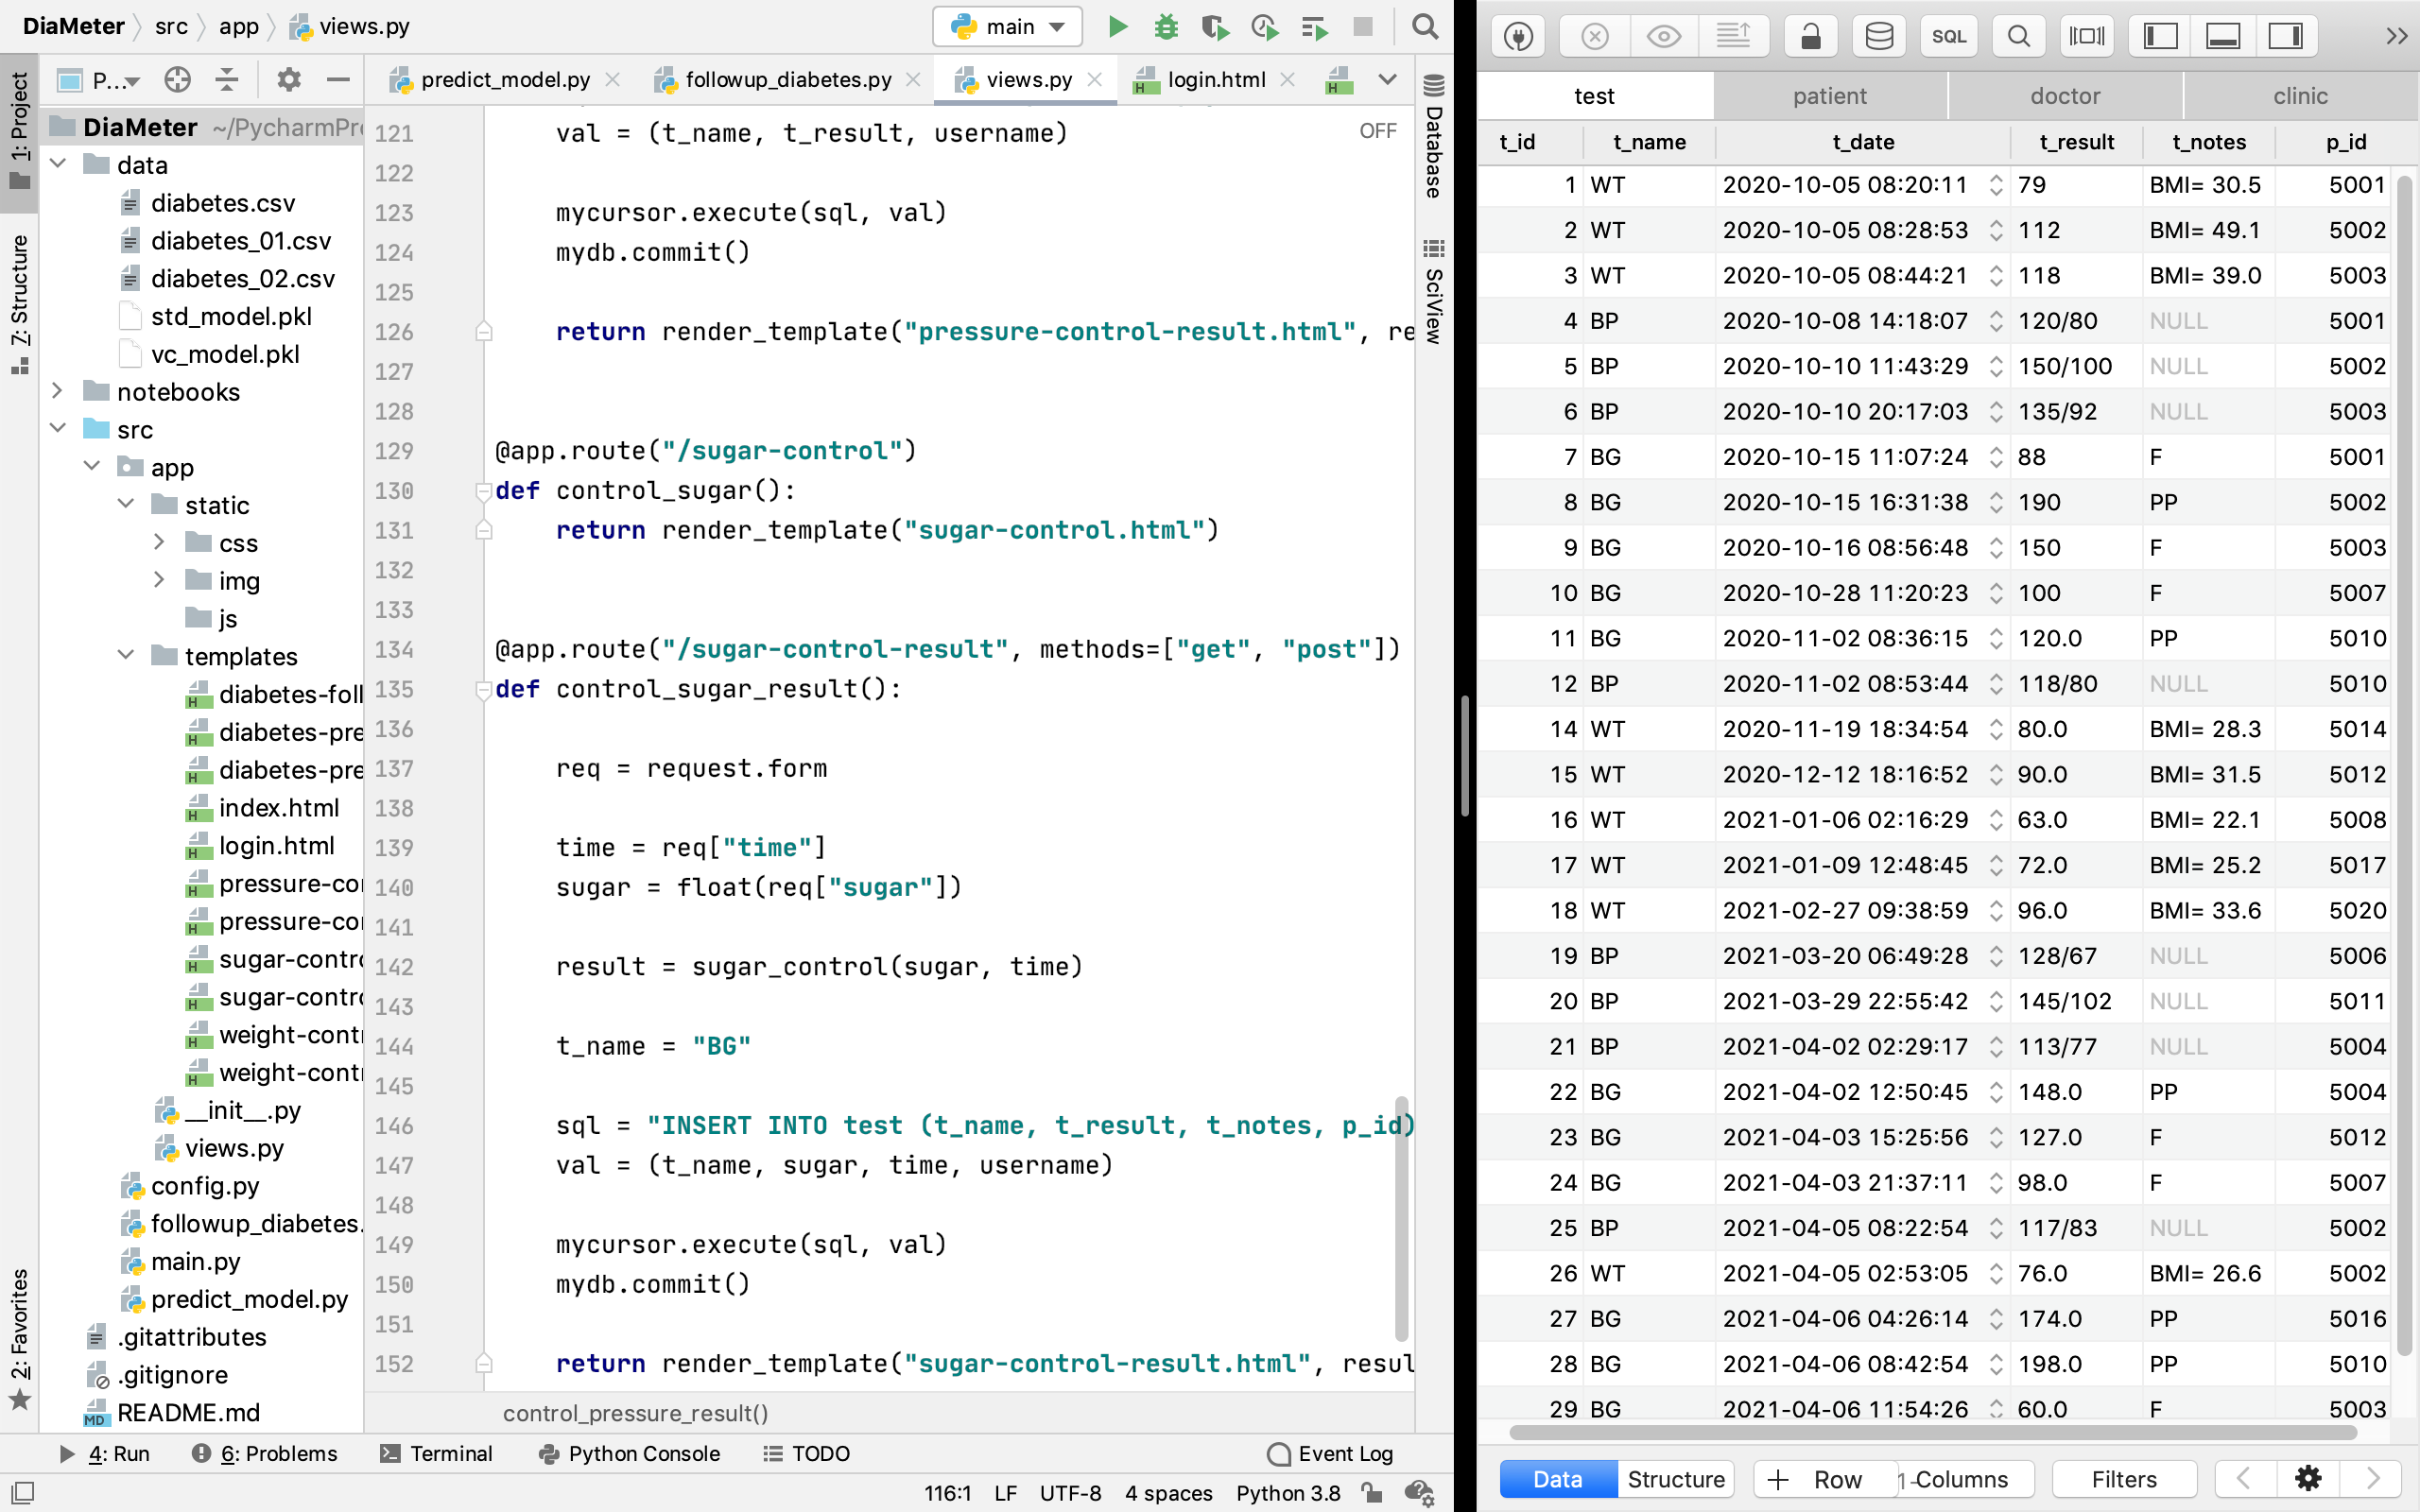 DiaMeter src app views.py main
P...
predict_model.py followup_diabetes.py views.py login.html
1: Project
7: Structure
2: Favorites
DiaMeter ~/PycharmPr
data
diabetes.csv
diabetes_01.csv
diabetes_02.csv
std_model.pkl
vc_model.pkl
notebooks
src
app
static
css
img
js
templates
diabetes-foll
diabetes-pre
diabetes-pre
index.html
login.html
pressure-co
pressure-co
sugar-contr
sugar-contr
weight-cont
weight-cont
__init__.py
views.py
config.py
followup_diabetes.
main.py
predict_model.py
.gitattributes
.gitignore
README.md
OFF
121 val = (t_name, t_result, username)
122
123 mycursor.execute(sql, val)
124 mydb.commit()
125
126 return render_template("pressure-control-result.html", re
127
128
129 @app.route("/sugar-control")
130 def control_sugar():
131 return render_template("sugar-control.html")
132
133
134 @app.route("/sugar-control-result", methods=["get", "post"])
135 def control_sugar_result():
136
137 req = request.form
138
139 time = req["time"]
140 sugar = float(req["sugar"])
141
142 result = sugar_control(sugar, time)
143
144 t_name = "BG"
145
146 sql = "INSERT INTO test (t_name, t_result, t_notes, p_id)
147 val = (t_name, sugar, time, username)
148
149 mycursor.execute(sql, val)
150 mydb.commit()
151
152 return render_template("sugar-control-result.html", resul
control_pressure_result()
Database
SciView
4: Run 6: Problems Terminal Python Console TODO Event Log
116:1 LF UTF-8 4 spaces Python 3.8
SQL
test patient doctor clinic
t_id t_name t_date t_result t_notes p_id
1 WT 2020-10-05 08:20:11 79 BMI= 30.5 5001
2 WT 2020-10-05 08:28:53 112 BMI= 49.1 5002
3 WT 2020-10-05 08:44:21 118 BMI= 39.0 5003
4 BP 2020-10-08 14:18:07 120/80 NULL 5001
5 BP 2020-10-10 11:43:29 150/100 NULL 5002
6 BP 2020-10-10 20:17:03 135/92 NULL 5003
7 BG 2020-10-15 11:07:24 88 F 5001
8 BG 2020-10-15 16:31:38 190 PP 5002
9 BG 2020-10-16 08:56:48 150 F 5003
10 BG 2020-10-28 11:20:23 100 F 5007
11 BG 2020-11-02 08:36:15 120.0 PP 5010
12 BP 2020-11-02 08:53:44 118/80 NULL 5010
14 WT 2020-11-19 18:34:54 80.0 BMI= 28.3 5014
15 WT 2020-12-12 18:16:52 90.0 BMI= 31.5 5012
16 WT 2021-01-06 02:16:29 63.0 BMI= 22.1 5008
17 WT 2021-01-09 12:48:45 72.0 BMI= 25.2 5017
18 WT 2021-02-27 09:38:59 96.0 BMI= 33.6 5020
19 BP 2021-03-20 06:49:28 128/67 NULL 5006
20 BP 2021-03-29 22:55:42 145/102 NULL 5011
21 BP 2021-04-02 02:29:17 113/77 NULL 5004
22 BG 2021-04-02 12:50:45 148.0 PP 5004
23 BG 2021-04-03 15:25:56 127.0 F 5012
24 BG 2021-04-03 21:37:11 98.0 F 5007
25 BP 2021-04-05 08:22:54 117/83 NULL 5002
26 WT 2021-04-05 02:53:05 76.0 BMI= 26.6 5002
27 BG 2021-04-06 04:26:14 174.0 PP 5016
28 BG 2021-04-06 08:42:54 198.0 PP 5010
29 BG 2021-04-06 11:54:26 60.0 F 5003
Data Structure + Row 1- Columns Filters